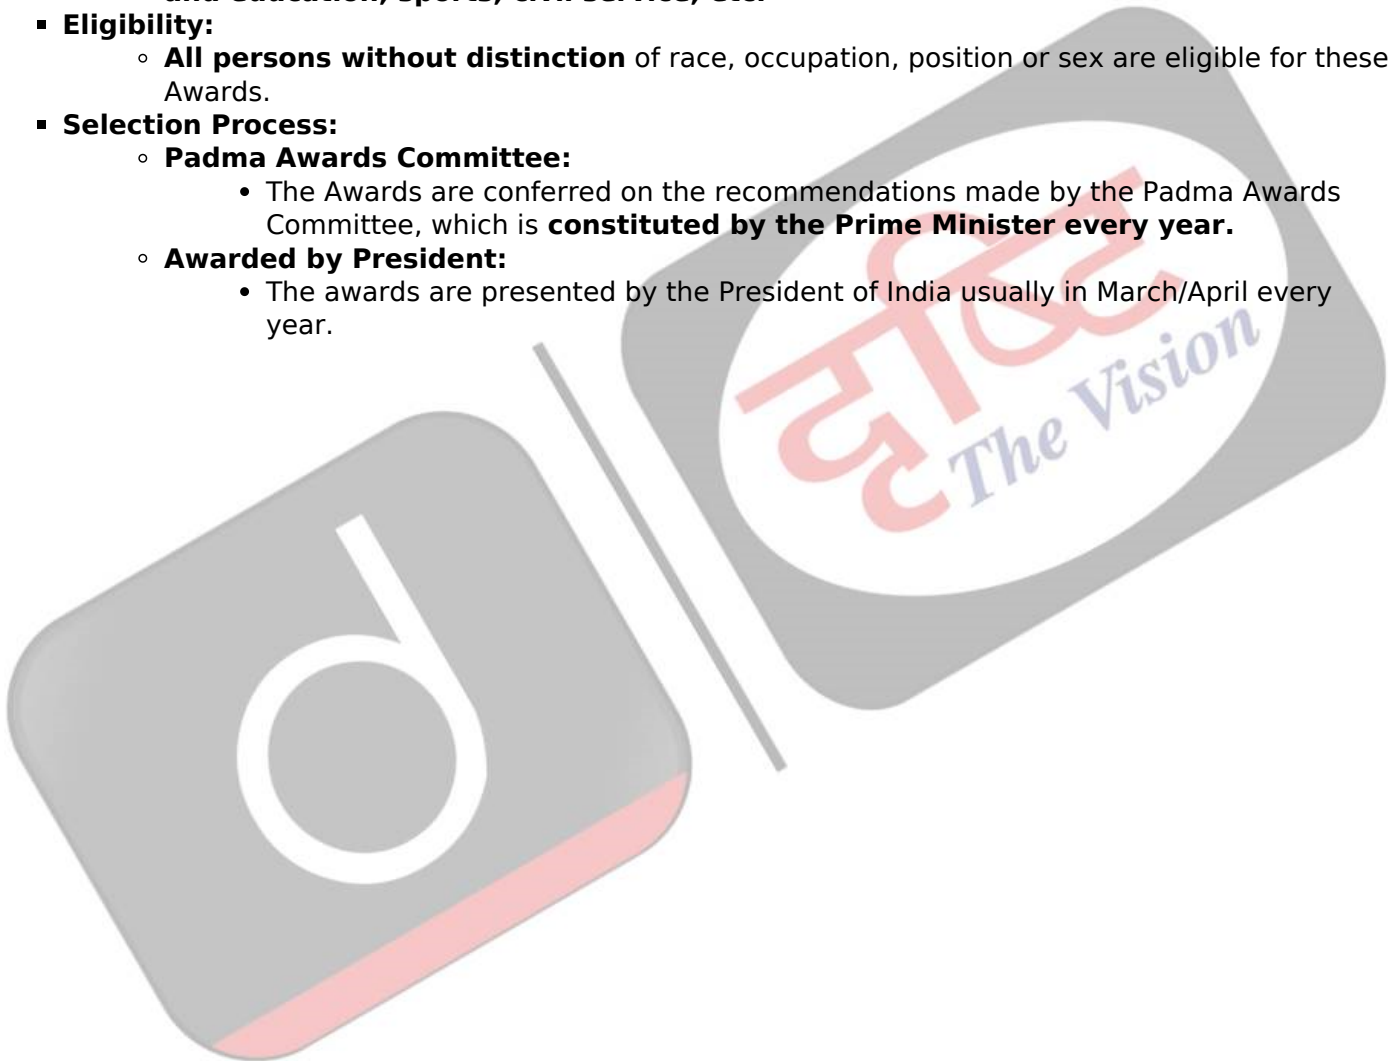 ▪ Eligibility:
◦ All persons without distinction of race, occupation, position or sex are eligible for these
Awards.
▪ Selection Process:
◦ Padma Awards Committee:
• The Awards are conferred on the recommendations made by the Padma Awards
Committee, which is constituted by the Prime Minister every year.
◦ Awarded by President:
• The awards are presented by the President of India usually in March/April every
year.
दृष्टि
The Vision
d